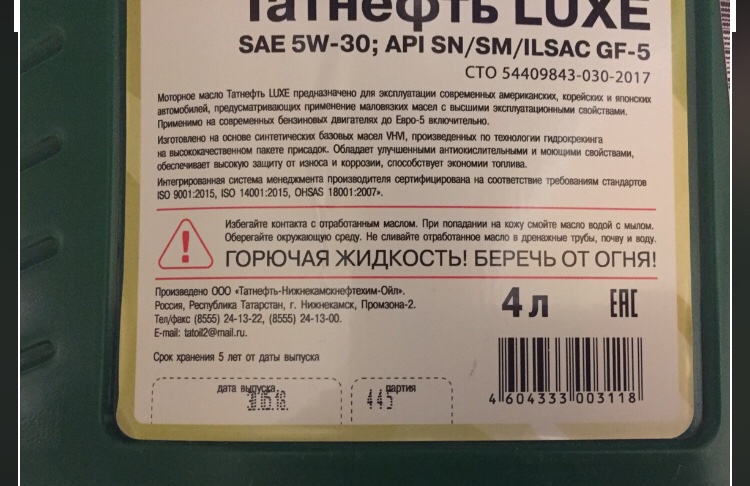 Татнефть LUXE
SAE 5W-30; API SN/SM/ILSAC GF-5
СТО 54409843-030-2017
Моторное масло Татнефть LUXE предназначено для эксплуатации современных американских, корейских и японских
автомобилей, предусматривающих применение маловязких масел с высшими эксплуатационными свойствами.
Применимо на современных бензиновых двигателях до Евро-5 включительно.
Изготовлено на основе синтетических базовых масел VHVI, произведенных по технологии гидрокрекинга
на высококачественном пакете присадок. Обладает улучшенными антиокислительными и моющими свойствами,
обеспечивает высокую защиту от износа и коррозии, способствует экономии топлива.
Интегрированная система менеджмента производителя сертифицирована на соответствие требованиям стандартов
ISO 9001:2015, ISO 14001:2015, OHSAS 18001:2007».
Избегайте контакта с отработанным маслом. При попадании на кожу смойте масло водой с мылом.
Оберегайте окружающую среду. Не сливайте отработанное масло в дренажные трубы, почву и воду.
ГОРЮЧАЯ ЖИДКОСТЬ! БЕРЕЧЬ ОТ ОГНЯ!
Произведено ООО «Татнефть-Нижнекамскнефтехим-Ойл».
Россия, Республика Татарстан, г. Нижнекамск, Промзона-2.
Тел/факс (8555) 24-13-22, (8555) 24-13-00.
E-mail: tatoil2@mail.ru.
4 л
EAC
Срок хранения 5 лет от даты выпуска
дата выпуска
30.05.18.
партия
445
4 604333 003118